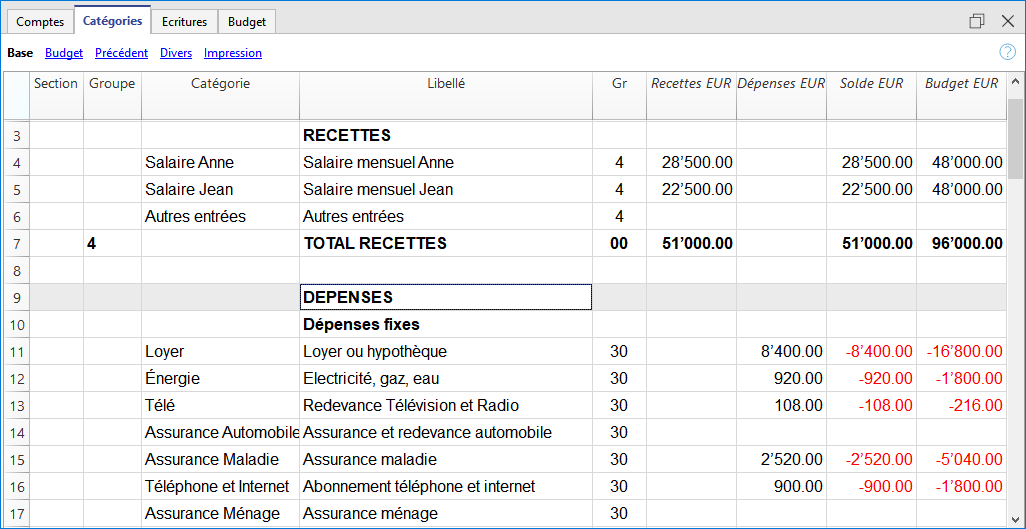 Comptes Catégories Ecritures Budget
Base Budget Précédent Divers Impression ?
Section Groupe Catégorie Libellé Gr Recettes EUR Dépenses EUR Solde EUR Budget EUR
3 RECETTES
4 Salaire Anne Salaire mensuel Anne 4 28’500.00 28’500.00 48’000.00
5 Salaire Jean Salaire mensuel Jean 4 22’500.00 22’500.00 48’000.00
6 Autres entrées Autres entrées 4
7 4 TOTAL RECETTES 00 51’000.00 51’000.00 96’000.00
8
9 DEPENSES
10 Dépenses fixes
11 Loyer Loyer ou hypothèque 30 8’400.00 -8’400.00 -16’800.00
12 Énergie Electricité, gaz, eau 30 920.00 -920.00 -1’800.00
13 Télé Redevance Télévision et Radio 30 108.00 -108.00 -216.00
14 Assurance Automobile Assurance et redevance automobile 30
15 Assurance Maladie Assurance maladie 30 2’520.00 -2’520.00 -5’040.00
16 Téléphone et Internet Abonnement téléphone et internet 30 900.00 -900.00 -1’800.00
17 Assurance Ménage Assurance ménage 30